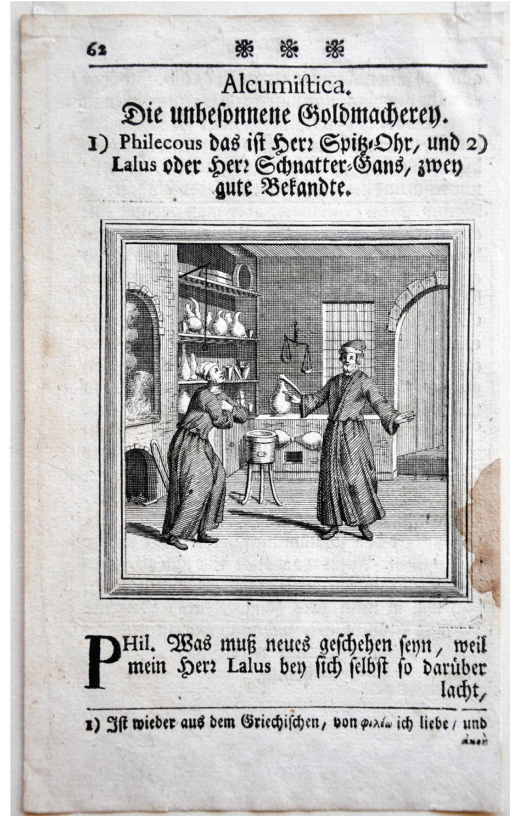 62
Alcumiſtica.
Die unbeſonnene Goldmacherey.
1) Philecous das iſt Herr Spitz-Ohr, und 2)
Lalus oder Herr Schnatter-Gans, zwey
gute Bekandte.
PHil. Was muß neues geſchehen ſeyn, weil
mein Herr Lalus bey ſich ſelbſt ſo darüber
lacht,
1) Iſt wieder aus dem Griechiſchen, von φιλέω ich liebe, und